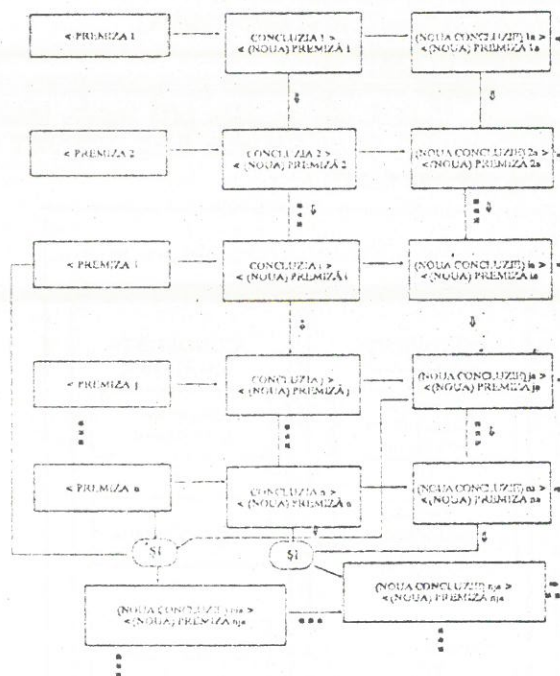 < PREMIZA 1
CONCLUZIA 1 >
< (NOUA) PREMIZĂ 1
(NOUA CONCLUZIE) 1a >
< (NOUA) PREMIZĂ 1a
< PREMIZA 2
CONCLUZIA 2 >
< (NOUA) PREMIZĂ 2
(NOUA CONCLUZIE) 2a >
< (NOUA) PREMIZĂ 2a
< PREMIZA i
CONCLUZIA i >
< (NOUA) PREMIZĂ i
(NOUA CONCLUZIE) ia >
< (NOUA) PREMIZĂ ia
< PREMIZA j
CONCLUZIA j >
< (NOUA) PREMIZĂ j
(NOUA CONCLUZIE) ja >
< (NOUA) PREMIZĂ ja
< PREMIZA n
CONCLUZIA n >
< (NOUA) PREMIZĂ n
(NOUA CONCLUZIE) na >
< (NOUA) PREMIZĂ na
ŞI
ŞI
(NOUA CONCLUZIE) nja >
< (NOUA) PREMIZĂ nja
(NOUA CONCLUZIE) >
< (NOUA) PREMIZĂ nja